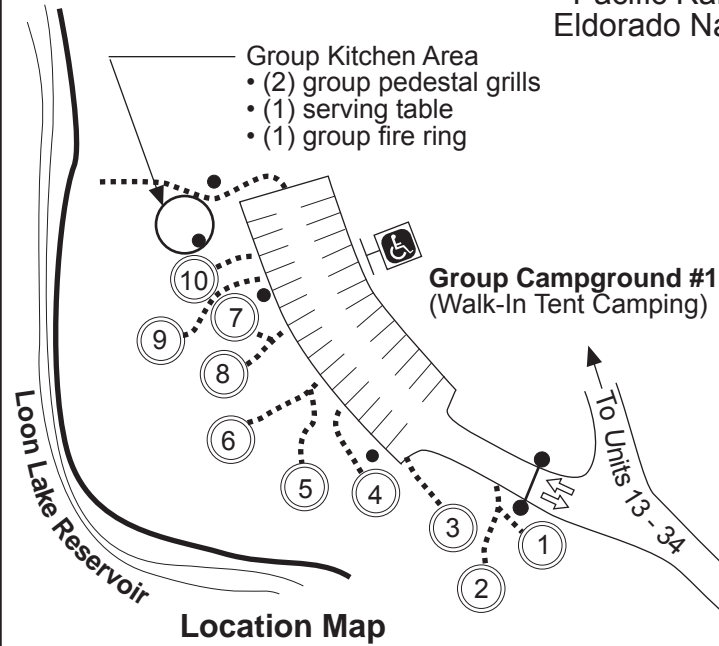 Eldorado Na
Group Kitchen Area
• (2) group pedestal grills
• (1) serving table
• (1) group fire ring
Group Campground #1
(Walk-In Tent Camping)
10
9
7
8
6
5
4
3
2
1
To Units 13 - 34
Loon Lake Reservoir
Location Map